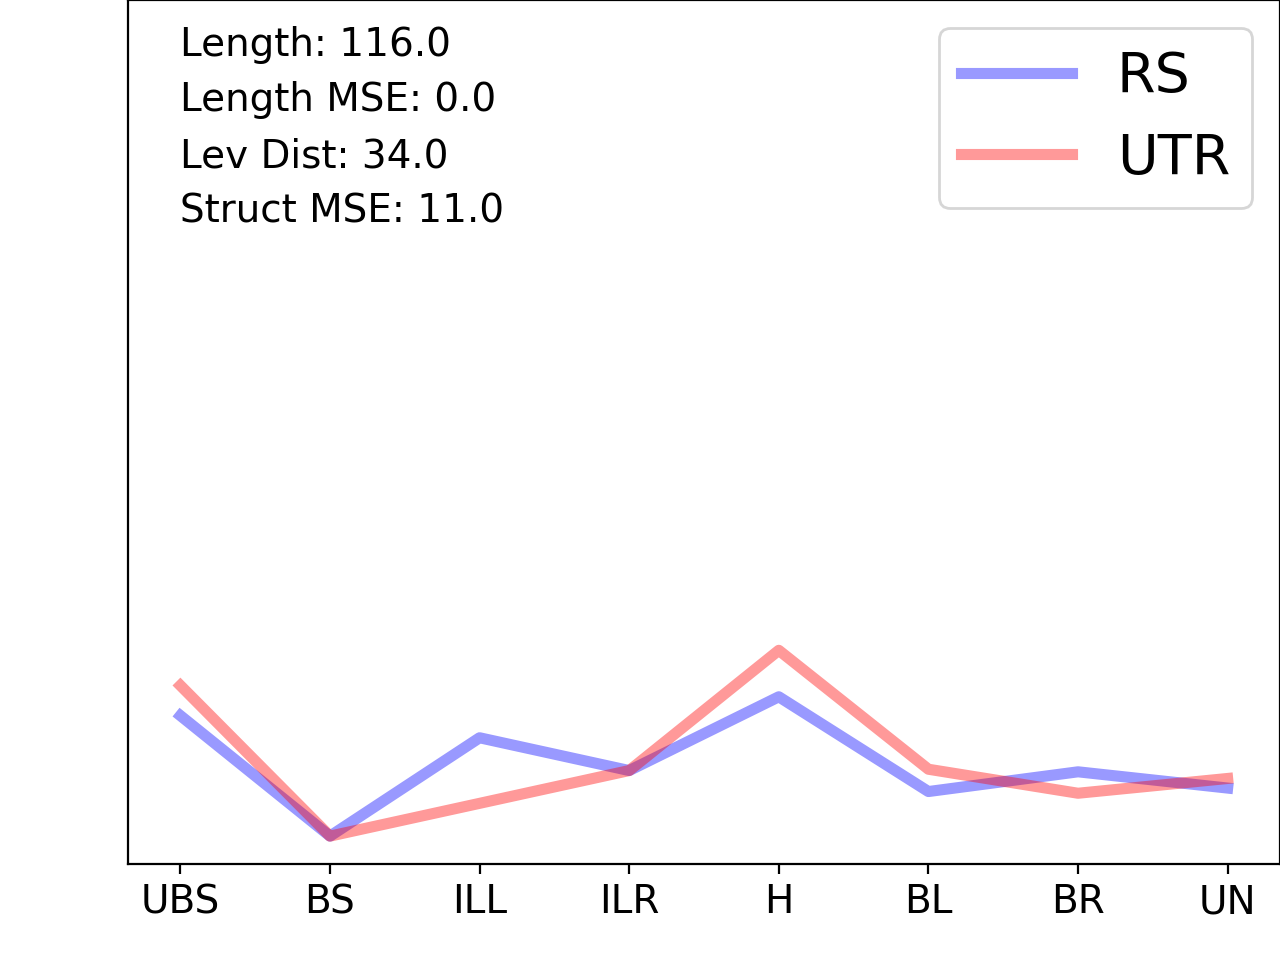 Length: 116.0
Length MSE: 0.0
Lev Dist: 34.0
Struct MSE: 11.0
RS
UTR
UBS BS ILL ILR H BL BR UN